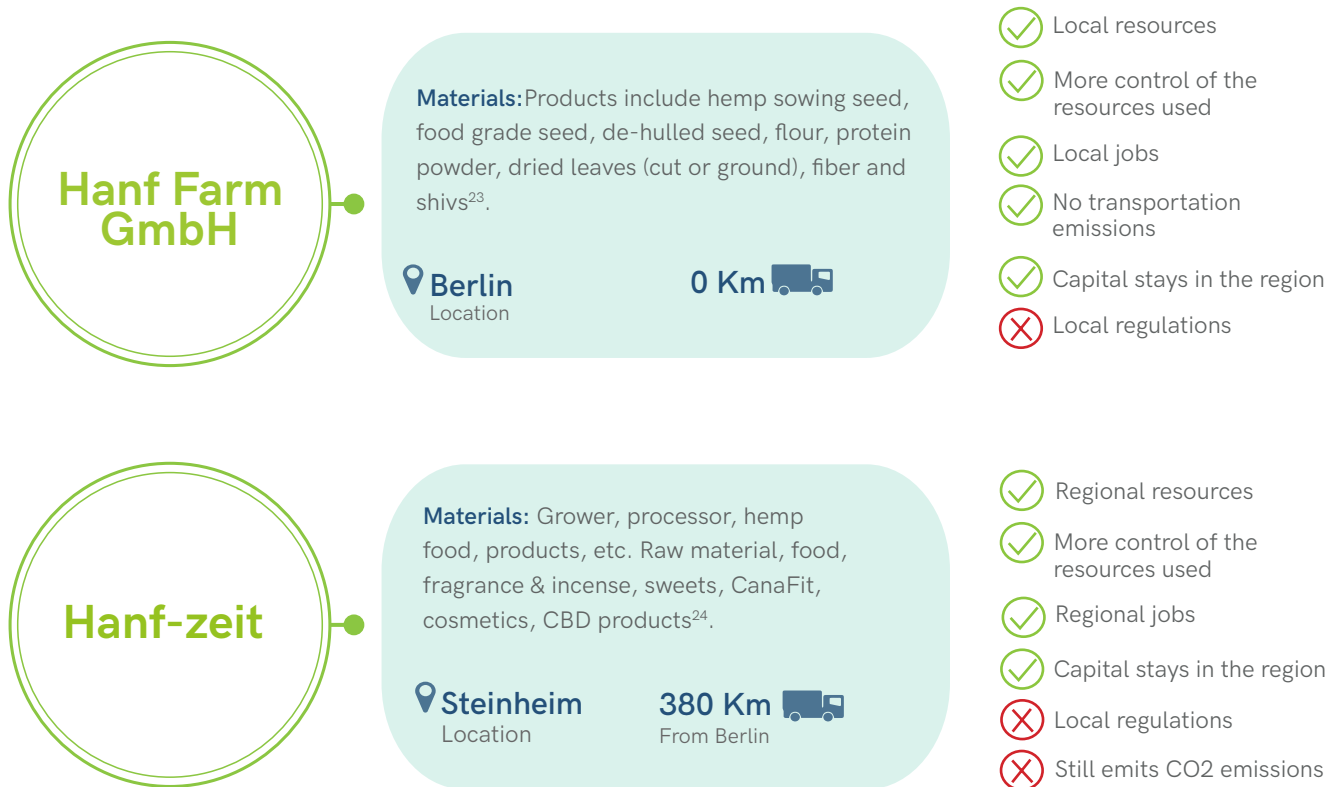 Hanf Farm
GmbH
Materials:Products include hemp sowing seed,
food grade seed, de-hulled seed, flour, protein
powder, dried leaves (cut or ground), fiber and
shivs²³.
Berlin
Location
0 Km
Local resources
More control of the
resources used
Local jobs
No transportation
emissions
Capital stays in the region
Local regulations
Hanf-zeit
Materials: Grower, processor, hemp
food, products, etc. Raw material, food,
fragrance & incense, sweets, CanaFit,
cosmetics, CBD products²⁴.
Steinheim
Location
380 Km
From Berlin
Regional resources
More control of the
resources used
Regional jobs
Capital stays in the region
Local regulations
Still emits CO2 emissions